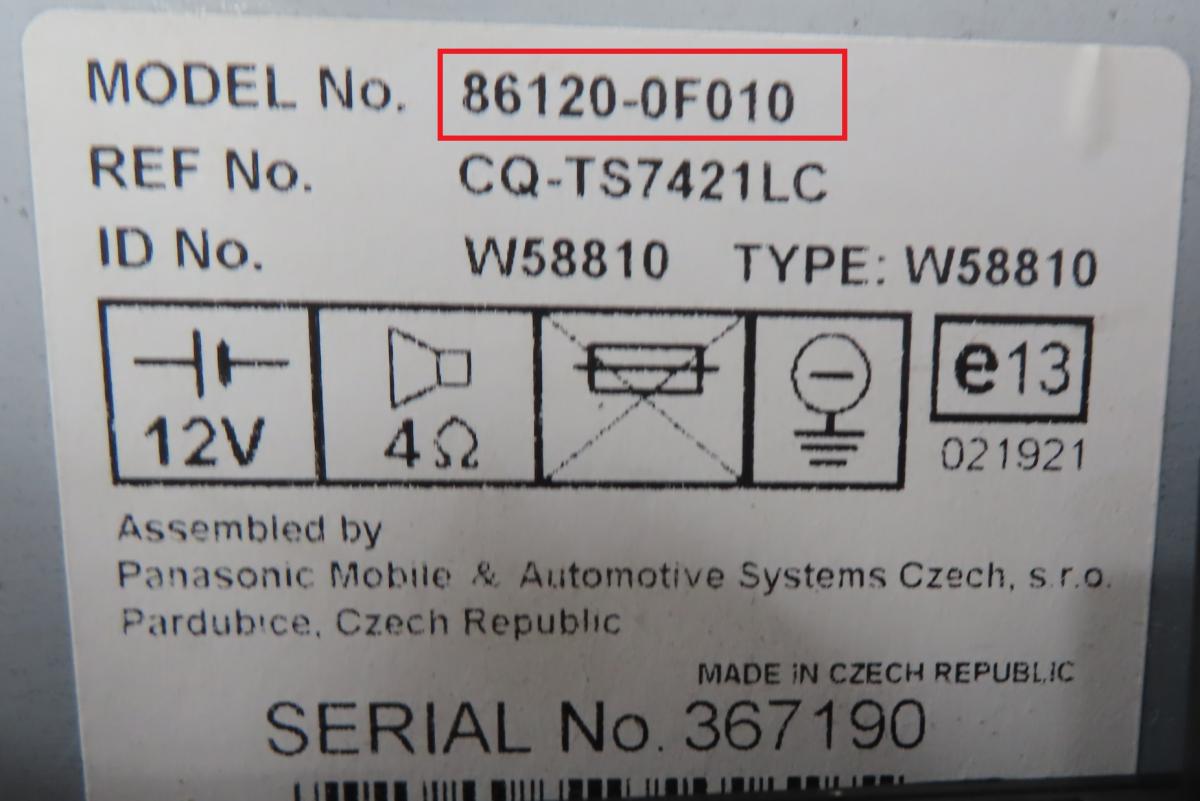 MODEL No. 86120-0F010
REF No. CQ-TS7421LC
ID No. W58810 TYPE: W58810
12V 4Ω e13
021921
Assembled by
Panasonic Mobile & Automotive Systems Czech, s.r.o.
Pardubice, Czech Republic
MADE IN CZECH REPUBLIC
SERIAL No. 367190